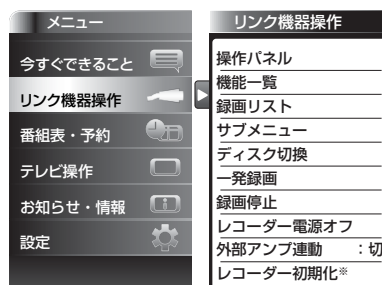 メニュー
今すぐできること
リンク機器操作
番組表・予約
テレビ操作
お知らせ・情報
設定
リンク機器操作
操作パネル
機能一覧
録画リスト
サブメニュー
ディスク切換
一発録画
録画停止
レコーダー電源オフ
外部アンプ連動 ：切
レコーダー初期化※